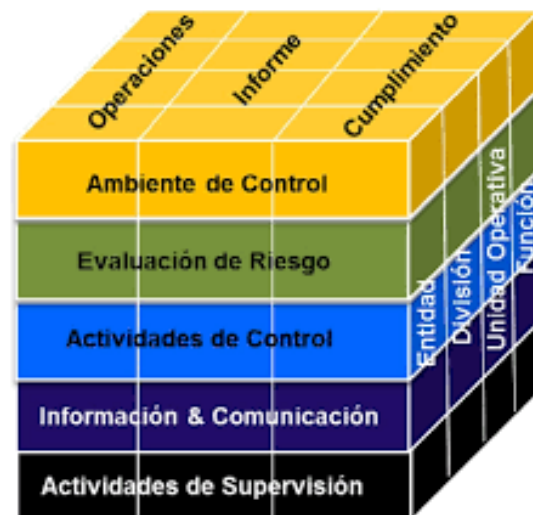 Operaciones
Informe
Cumplimiento
Ambiente de Control
Evaluación de Riesgo
Actividades de Control
Información & Comunicación
Actividades de Supervisión
Entidad
División
Unidad Operativa
Función